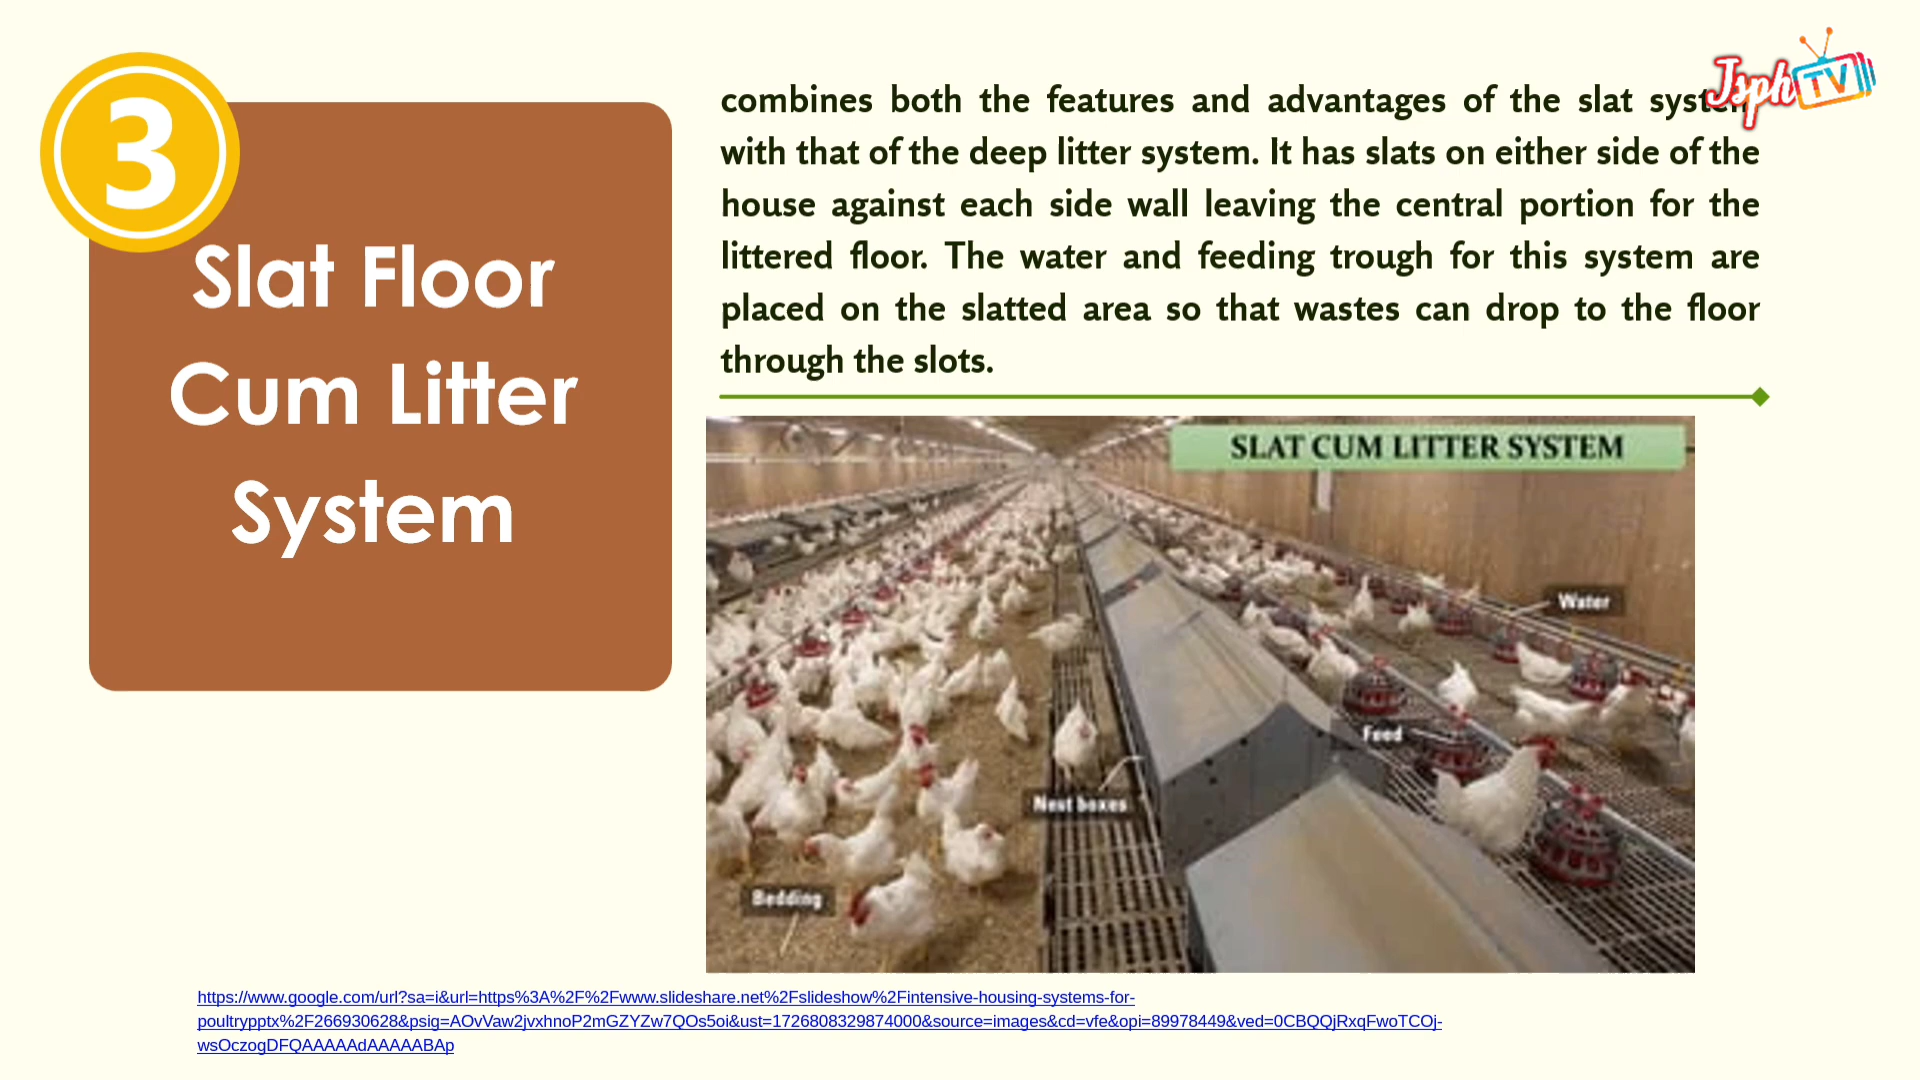 3
Slat Floor
Cum Litter
System
combines both the features and advantages of the slat system
with that of the deep litter system. It has slats on either side of the
house against each side wall leaving the central portion for the
littered floor. The water and feeding trough for this system are
placed on the slatted area so that wastes can drop to the floor
through the slots.
Jsph TV
SLAT CUM LITTER SYSTEM
Water
Feed
Nest boxes
Bedding
https://www.google.com/url?sa=i&url=https%3A%2F%2Fwww.slideshare.net%2Fslideshow%2Fintensive-housing-systems-for-
poultrypptx%2F266930628&psig=AOvVaw2jvxhnoP2mGZYZw7QOs5oi&ust=1726808329874000&source=images&cd=vfe&opi=89978449&ved=0CBQQjRxqFwoTCOj-
wsOczogDFQAAAAAdAAAAABAp